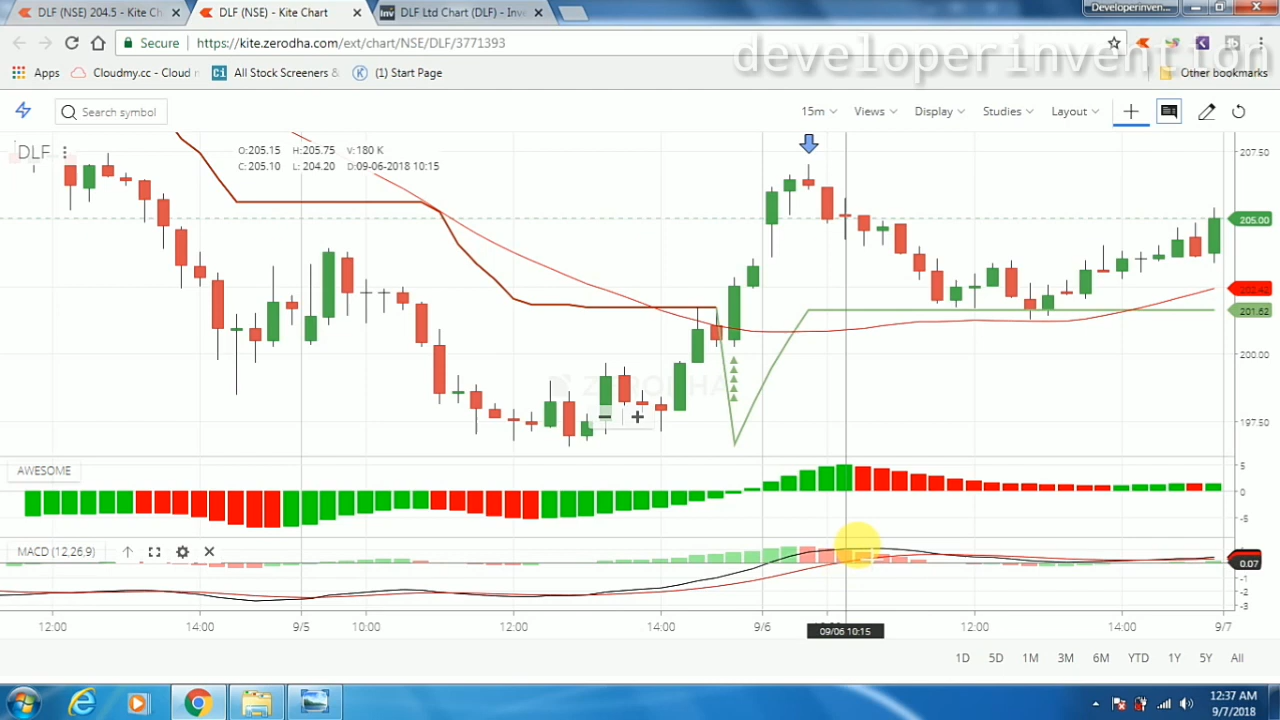 DLF (NSE) 204.5 - Kite Ch
DLF (NSE) - Kite Chart
DLF Ltd Chart (DLF) - Inv
Developerinven...
Secure
https://kite.zerodha.com/ext/chart/NSE/DLF/3771393
developer invention
Apps
Cloudmy.cc - Cloud
All Stock Screeners &
(1) Start Page
Other bookmarks
Search symbol
15m
Views
Display
Studies
Layout
DLF
O:205.15 H:205.75 V:180 K
C:205.10 L:204.20 D:09-06-2018 10:15
207.50
205.00
202.42
201.62
200.00
197.50
ZERODHA
AWESOME
5
0
-5
MACD (12,26,9)
0.07
-1
-2
-3
12:00 14:00 9/5 10:00 12:00 14:00 9/6 09/06 10:15 12:00 14:00 9/7
1D 5D 1M 3M 6M YTD 1Y 5Y All
12:37 AM
9/7/2018